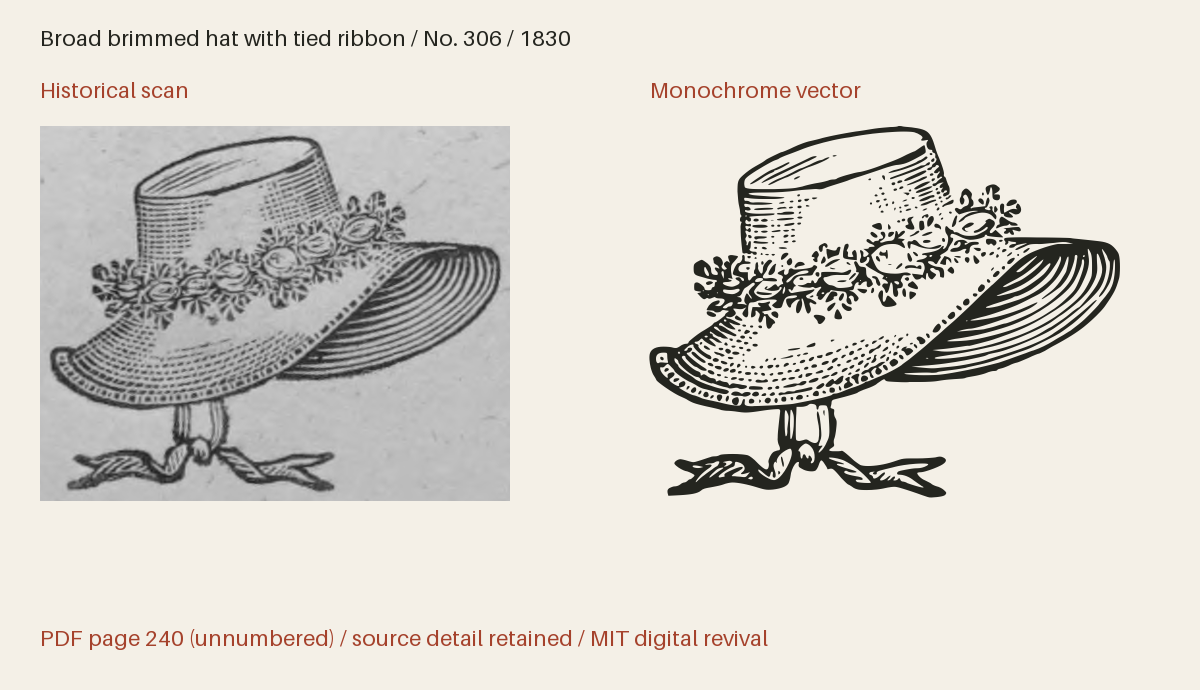 Broad brimmed hat with tied ribbon / No. 306 / 1830
Historical scan
Monochrome vector
PDF page 240 (unnumbered) / source detail retained / MIT digital revival